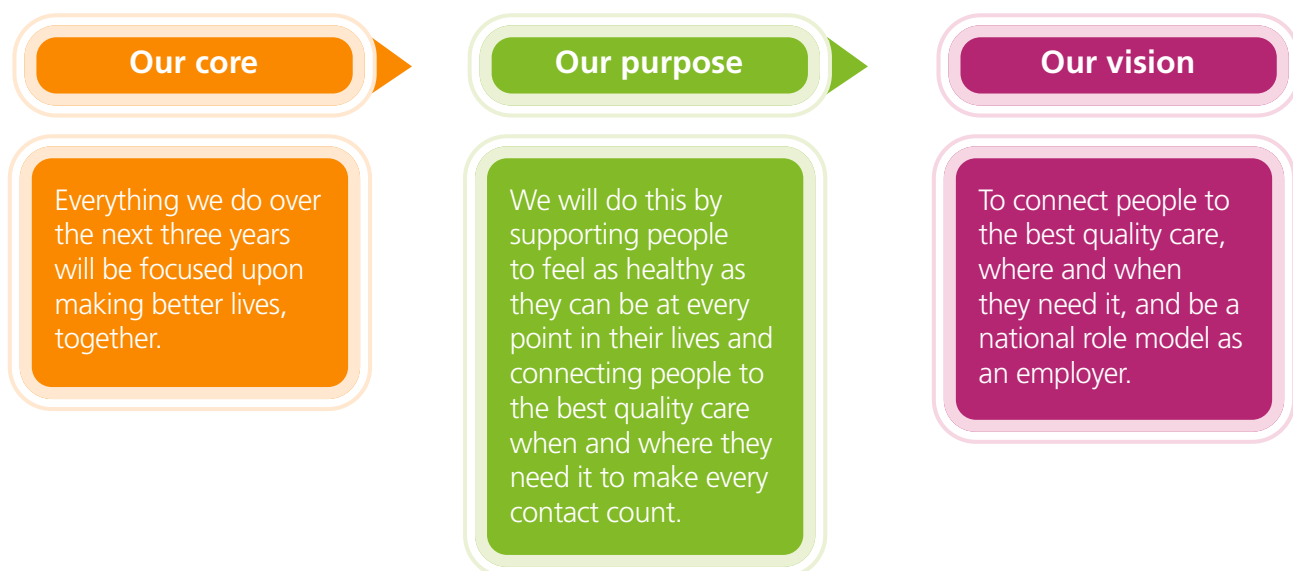 Our core
Everything we do over
the next three years
will be focused upon
making better lives,
together.
Our purpose
We will do this by
supporting people
to feel as healthy as
they can be at every
point in their lives and
connecting people to
the best quality care
when and where they
need it to make every
contact count.
Our vision
To connect people to
the best quality care,
where and when
they need it, and be a
national role model as
an employer.